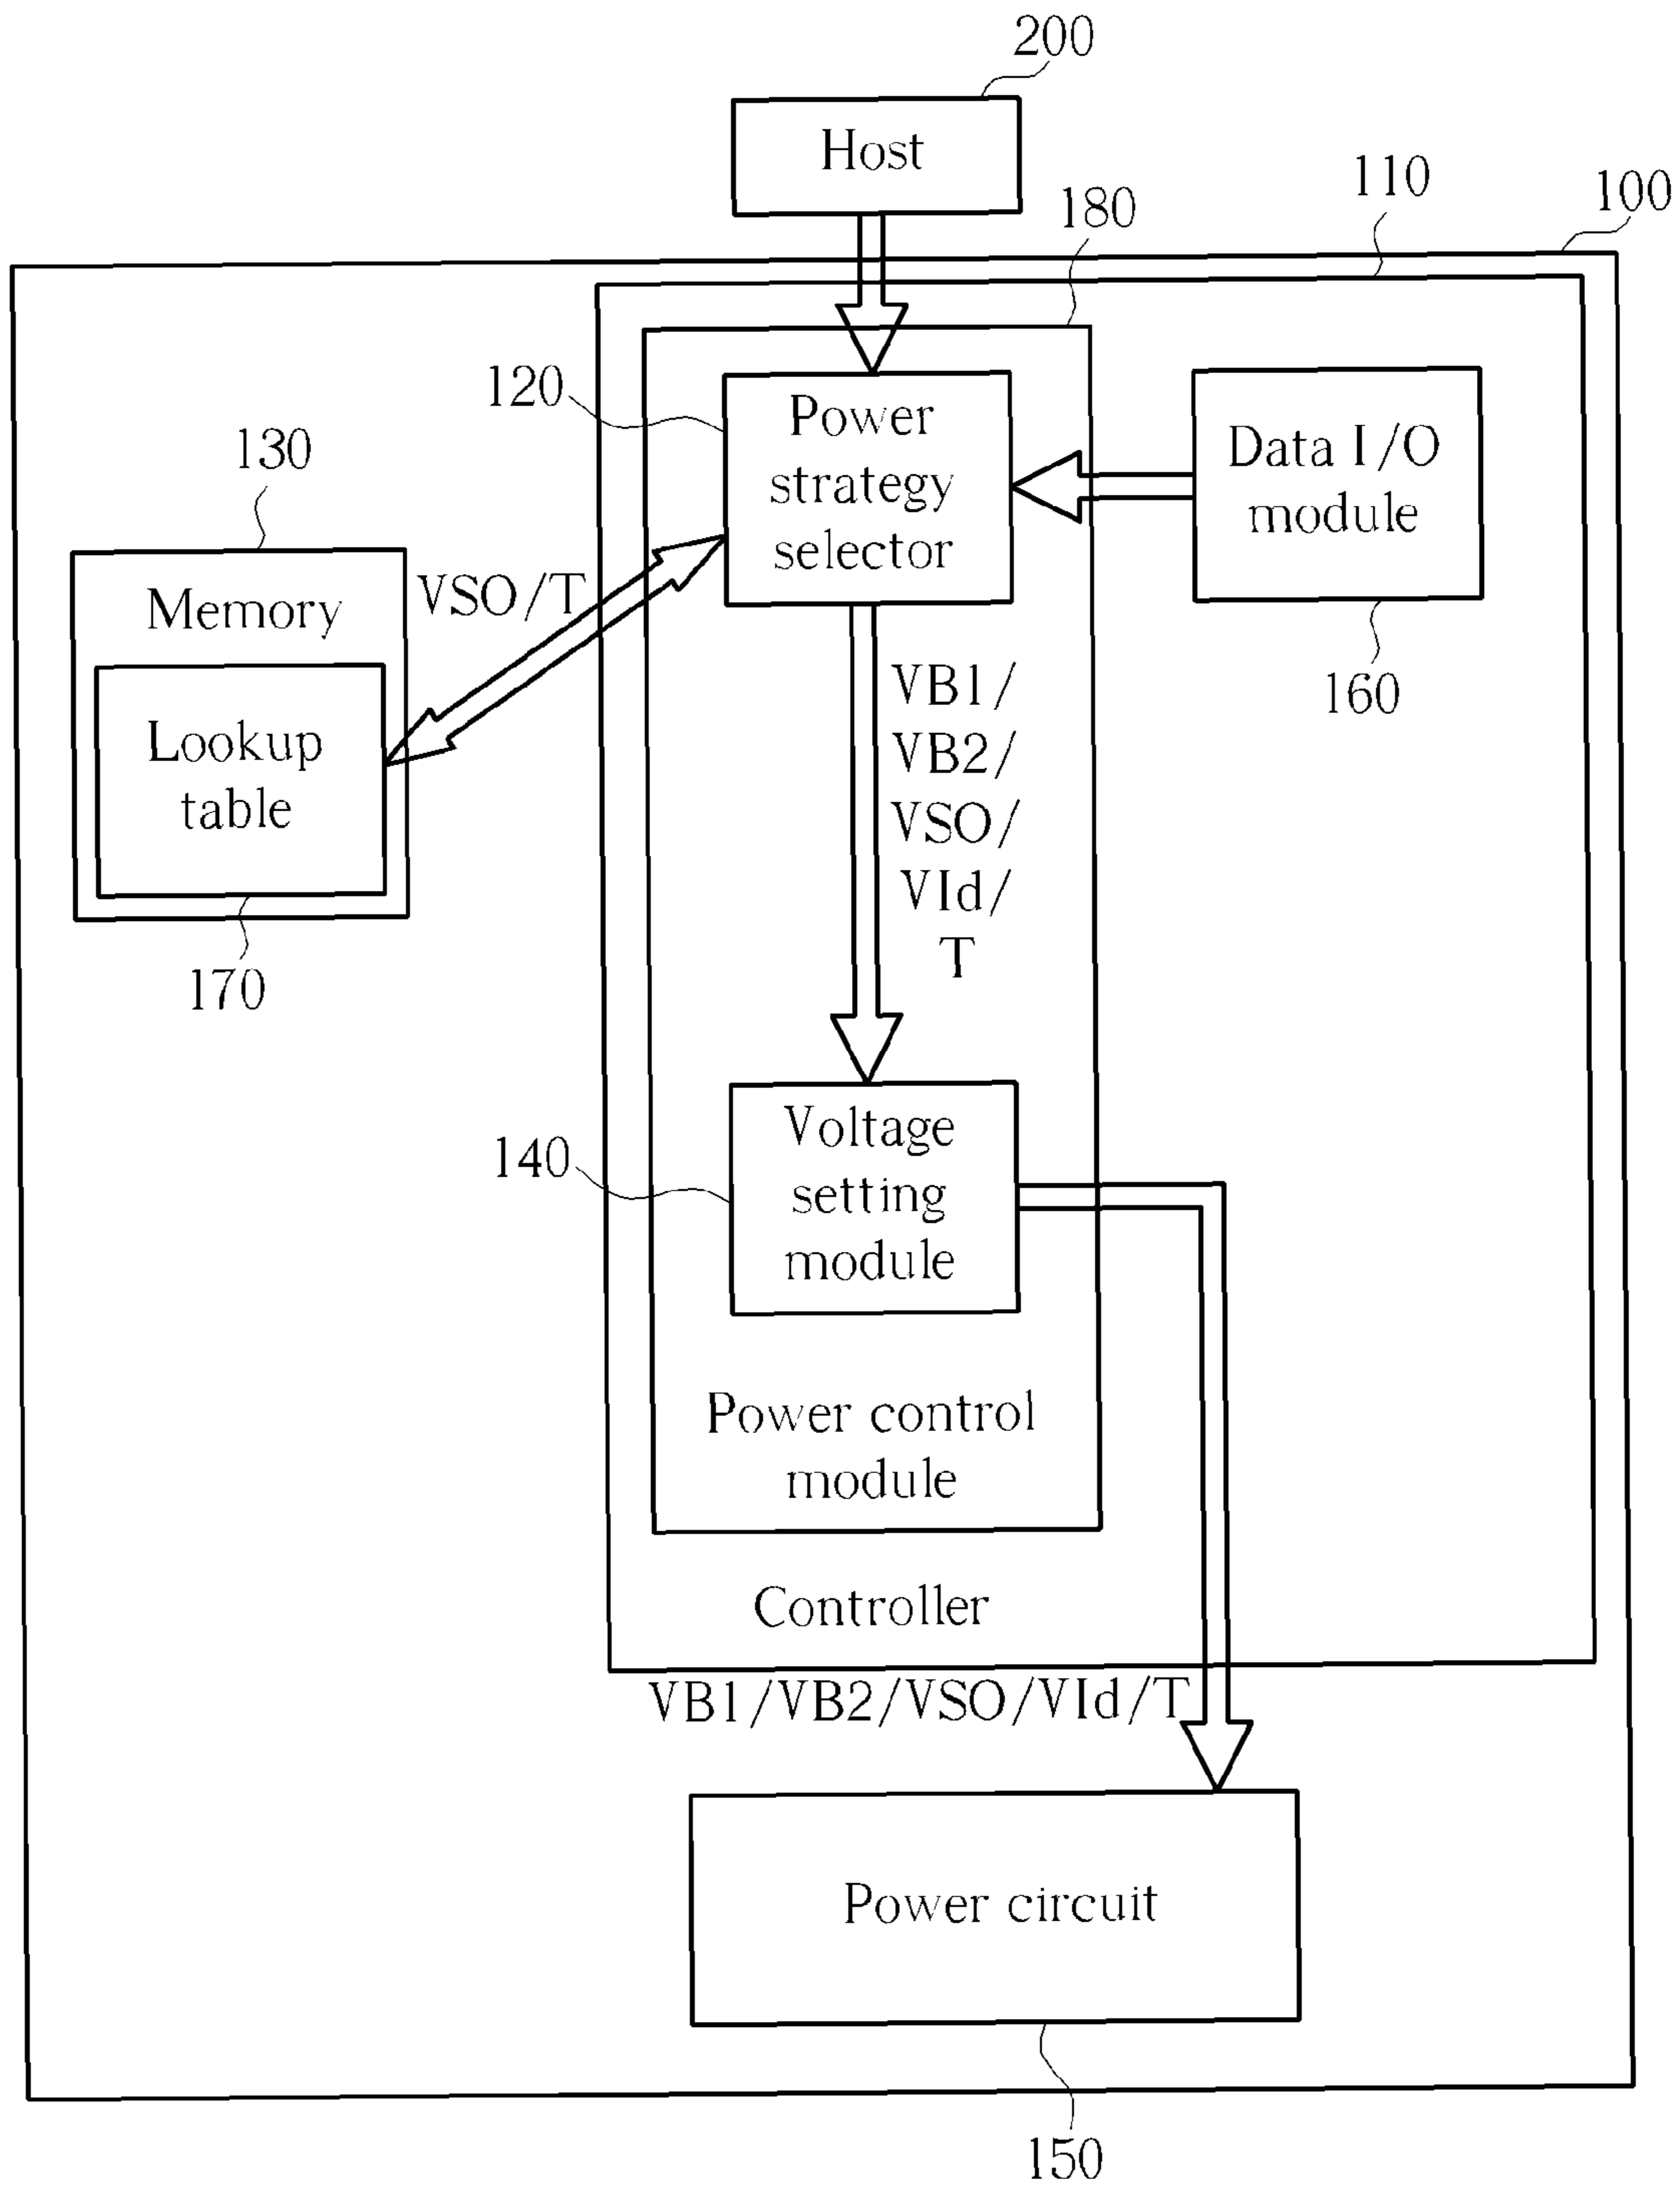 200
Host
180
110
100
120
Power
strategy
selector
Data I/O
module
160
130
Memory
VSO/T
Lookup
table
170
VB1/
VB2/
VSO/
VId/
T
140
Voltage
setting
module
Power control
module
Controller
VB1/VB2/VSO/VId/T
Power circuit
150